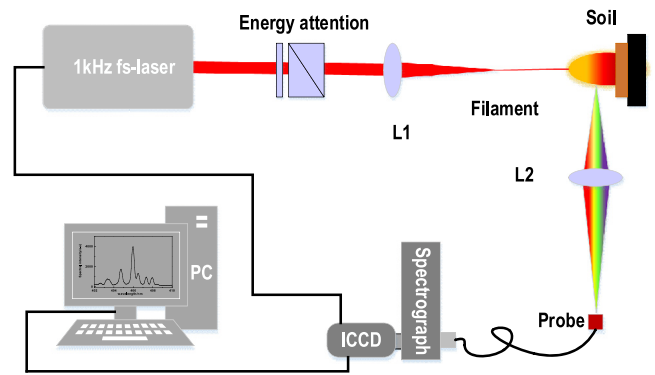 Energy attention
Soil
1kHz fs-laser
Filament
L1
L2
PC
Spectrograph
Probe
ICCD